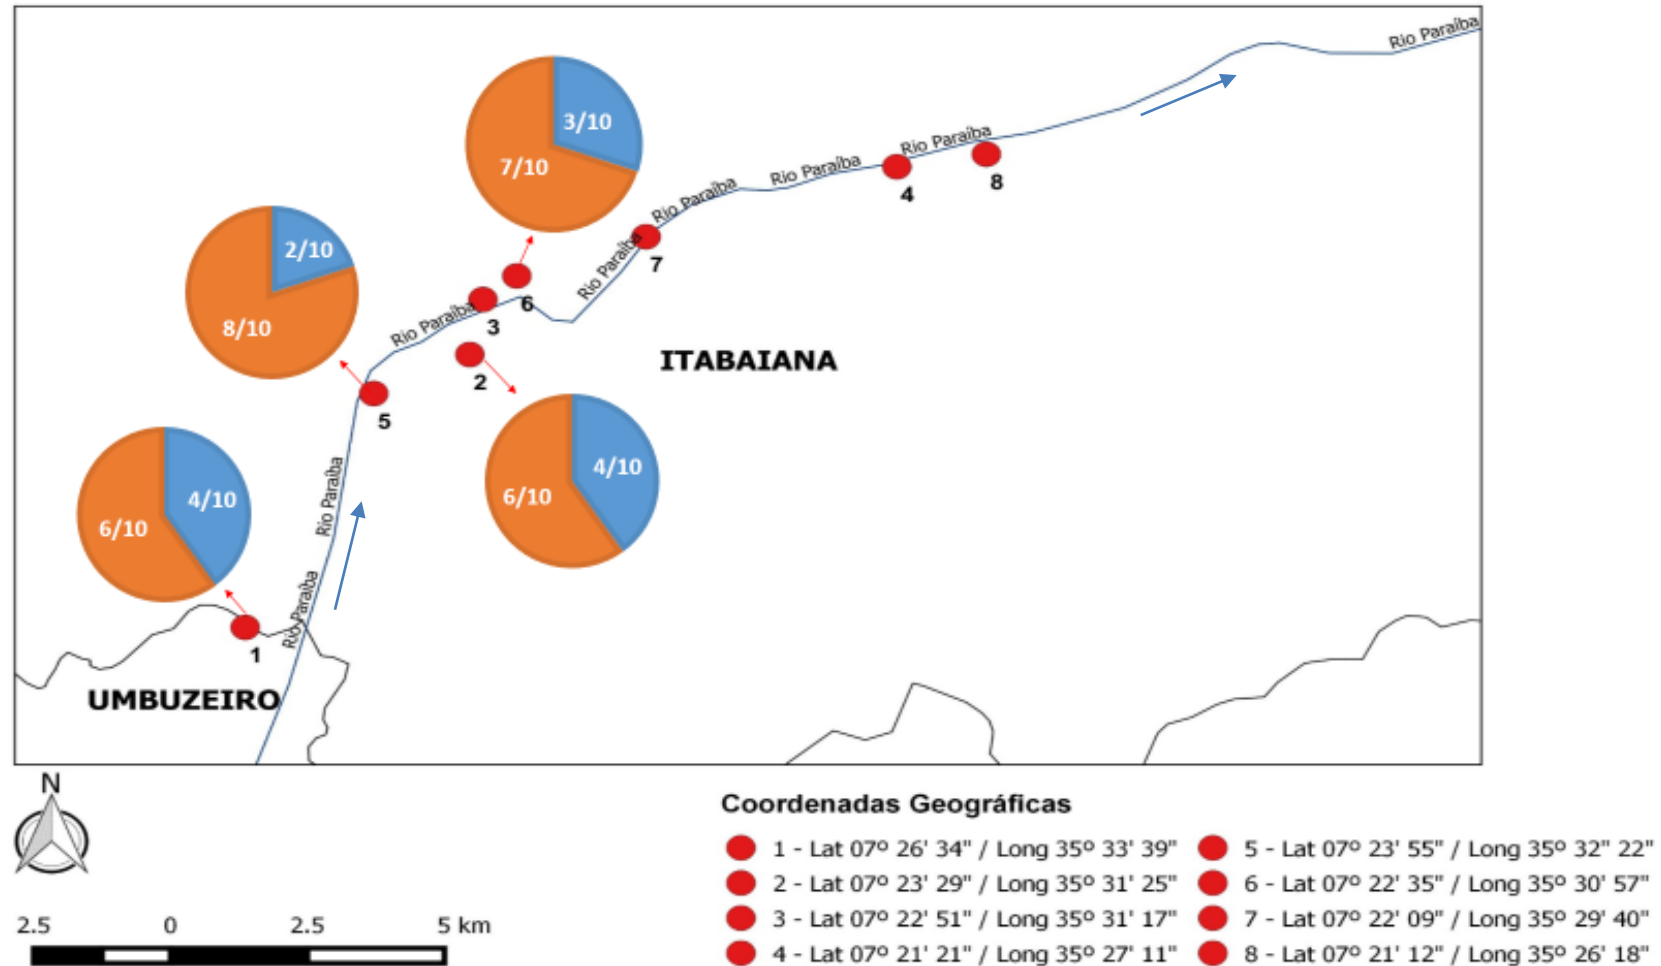 Rio Paraíba
3/10
7/10
Rio Paraíba
Rio Paraíba
Rio Paraíba
4
8
2/10
8/10
Rio Paraíba
Rio Paraíba
7
6
3
Rio Paraíba
ITABAIANA
2
5
4/10
6/10
4/10
6/10
Rio Paraíba
Rio Paraíba
1
UMBUZEIRO
N
Coordenadas Geográficas
1 - Lat 07º 26' 34" / Long 35º 33' 39"
2 - Lat 07º 23' 29" / Long 35º 31' 25"
3 - Lat 07º 22' 51" / Long 35º 31' 17"
4 - Lat 07º 21' 21" / Long 35º 27' 11"
5 - Lat 07º 23' 55" / Long 35º 32" 22"
6 - Lat 07º 22' 35" / Long 35º 30' 57"
7 - Lat 07º 22' 09" / Long 35º 29' 40"
8 - Lat 07º 21' 12" / Long 35º 26' 18"
2.5 0 2.5 5 km